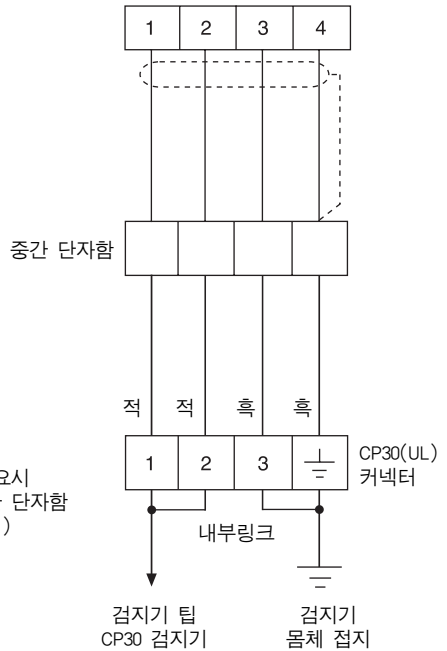 1 2 3 4
중간 단자함
적 적 흑 흑
1 2 3
CP30(UL)
커넥터
요시
단자함
)
내부링크
검지기 팁
CP30 검지기
검지기
몸체 접지